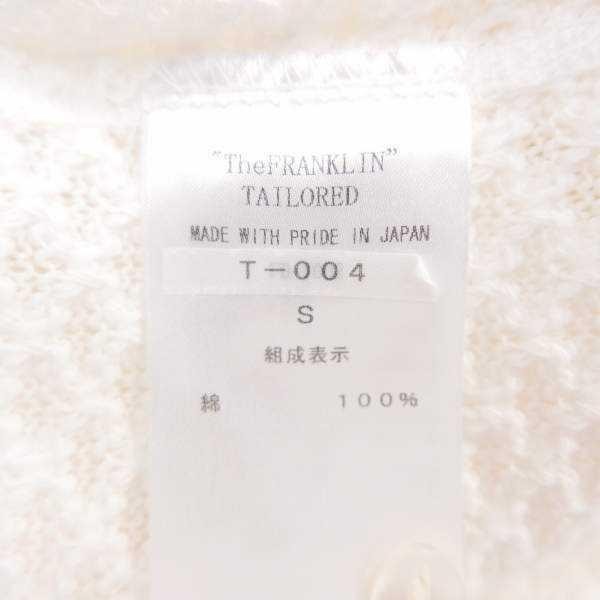 "TheFRANKLIN"
TAILORED
MADE WITH PRIDE IN JAPAN
T-004
S
組成表示
綿 100%